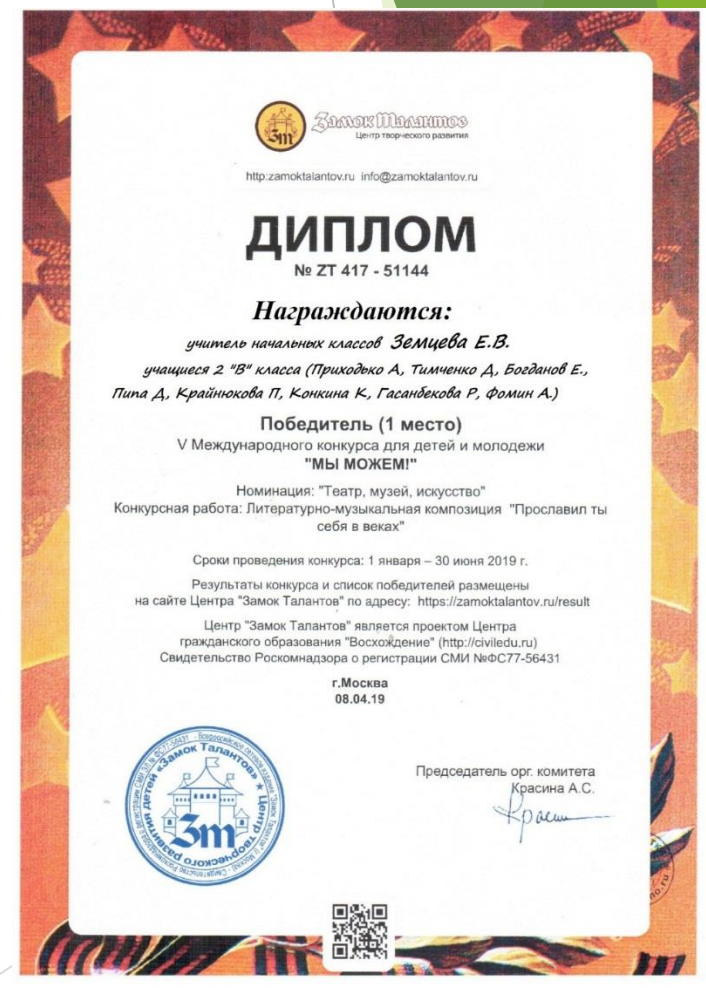 Замок Талантов
Центр творческого развития
http:zamoktalantov.ru info@zamoktalantov.ru
ДИПЛОМ
№ ZT 417 - 51144
Награждаются:
учитель начальных классов Земцева Е.В.
учащиеся 2 "В" класса (Приходько А, Тимченко Д, Богданов Е.,
Пипа Д, Крайнюкова П, Конкина К, Гасанбекова Р, Фомин А.)
Победитель (1 место)
V Международного конкурса для детей и молодежи
"МЫ МОЖЕМ!"
Номинация: "Театр, музей, искусство"
Конкурсная работа: Литературно-музыкальная композиция "Прославил ты
себя в веках"
Сроки проведения конкурса: 1 января – 30 июня 2019 г.
Результаты конкурса и список победителей размещены
на сайте Центра "Замок Талантов" по адресу: https://zamoktalantov.ru/result
Центр "Замок Талантов" является проектом Центра
гражданского образования "Восхождение" (http://civiledu.ru)
Свидетельство Роскомнадзора о регистрации СМИ №ФС77-56431
г.Москва
08.04.19
Председатель орг. комитета
Красина А.С.
Центр творческого развития детей «Замок Талантов»
Зт